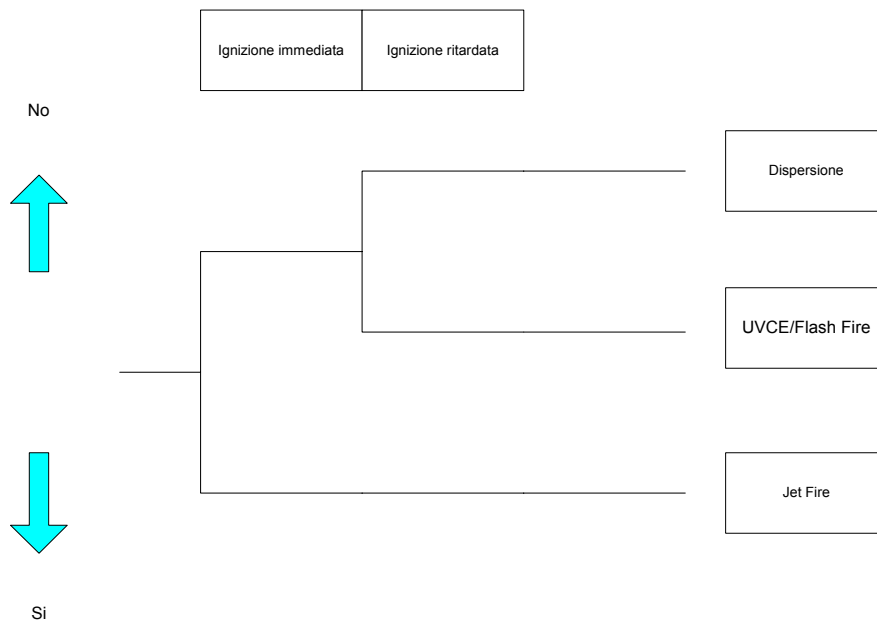 Ignizione immediata
Ignizione ritardata
No
Dispersione
UVCE/Flash Fire
Jet Fire
Si